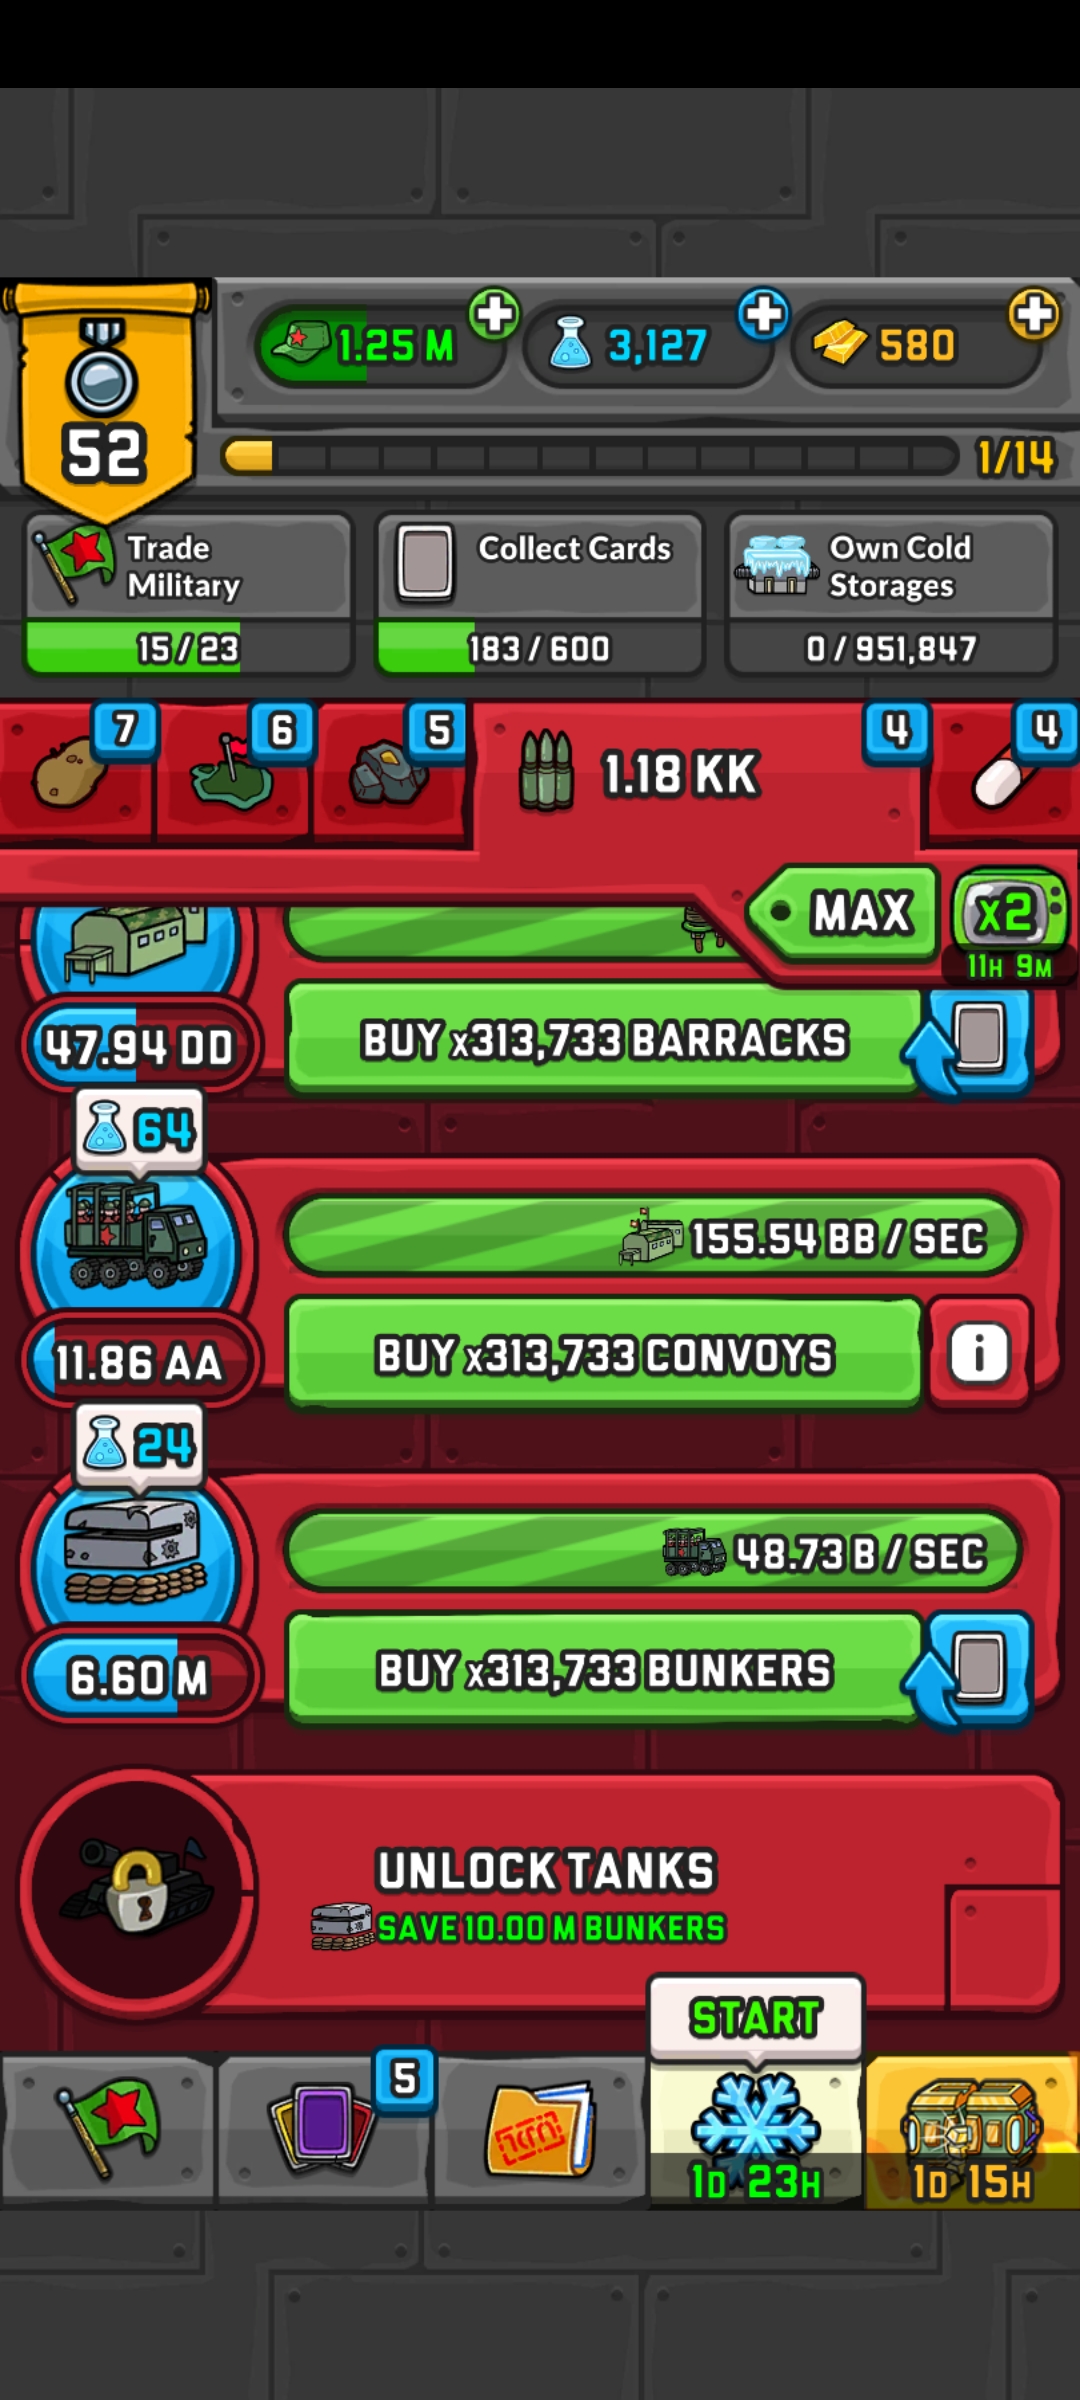 1.25 M
3,127
580
52
1/14
Trade
Military
15/23
Collect Cards
183/600
Own Cold
Storages
0/951,847
7
6
5
1.18 KK
4
4
MAX
x2
11H 9M
47.94 DD
BUY x313,733 BARRACKS
64
155.54 BB / SEC
11.86 AA
BUY x313,733 CONVOYS
i
24
48.73 B / SEC
6.60 M
BUY x313,733 BUNKERS
UNLOCK TANKS
SAVE 10.00 M BUNKERS
START
5
1D 23H
1D 15H